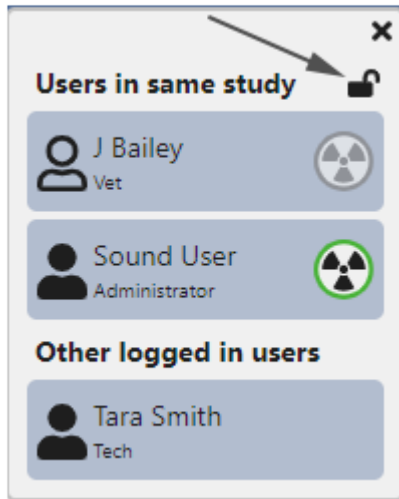 Users in same study
J Bailey
Vet
Sound User
Administrator
Other logged in users
Tara Smith
Tech